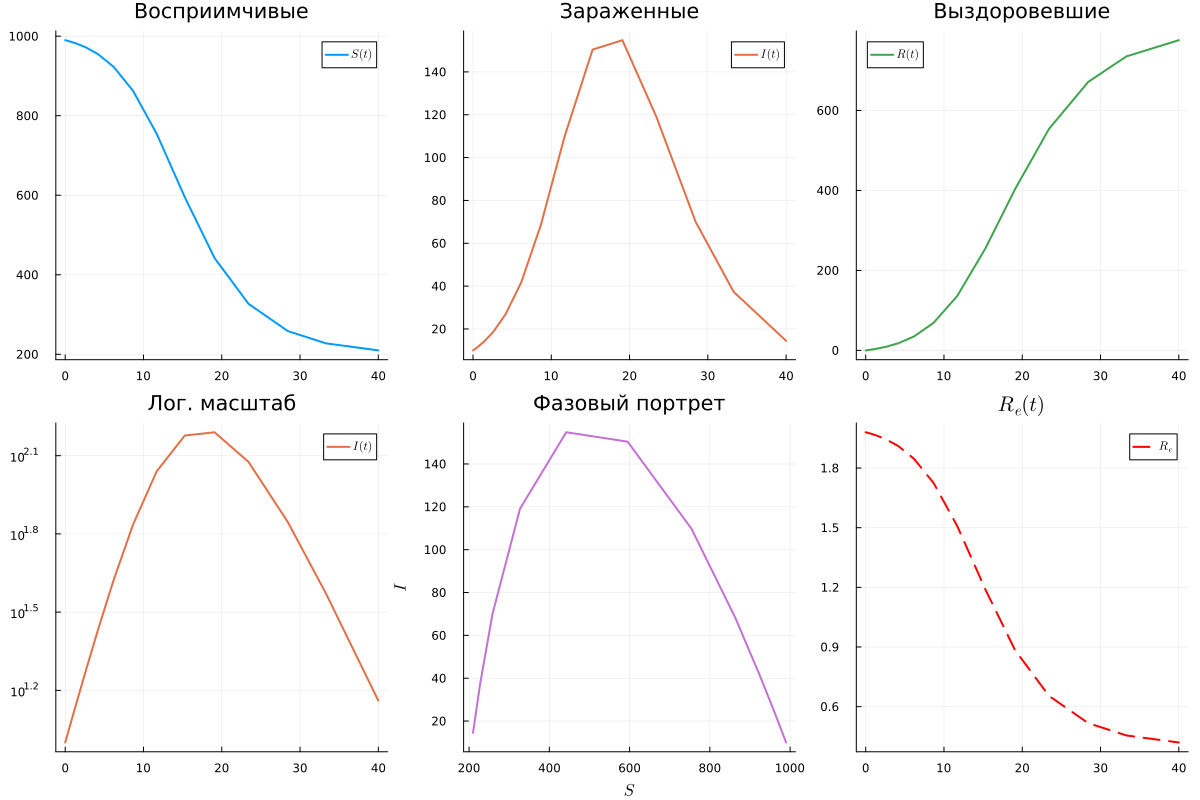 Восприимчивые
1000
800
600
400
200
0 10 20 30 40
S(t)
Зараженные
140
120
100
80
60
40
20
0 10 20 30 40
I(t)
Выздоровевшие
600
400
200
0
0 10 20 30 40
R(t)
Лог. масштаб
10^2.1
10^1.8
10^1.5
10^1.2
0 10 20 30 40
I(t)
Фазовый портрет
I
140
120
100
80
60
40
20
200 400 600 800 1000
S
R_e(t)
1.8
1.5
1.2
0.9
0.6
0 10 20 30 40
R_e